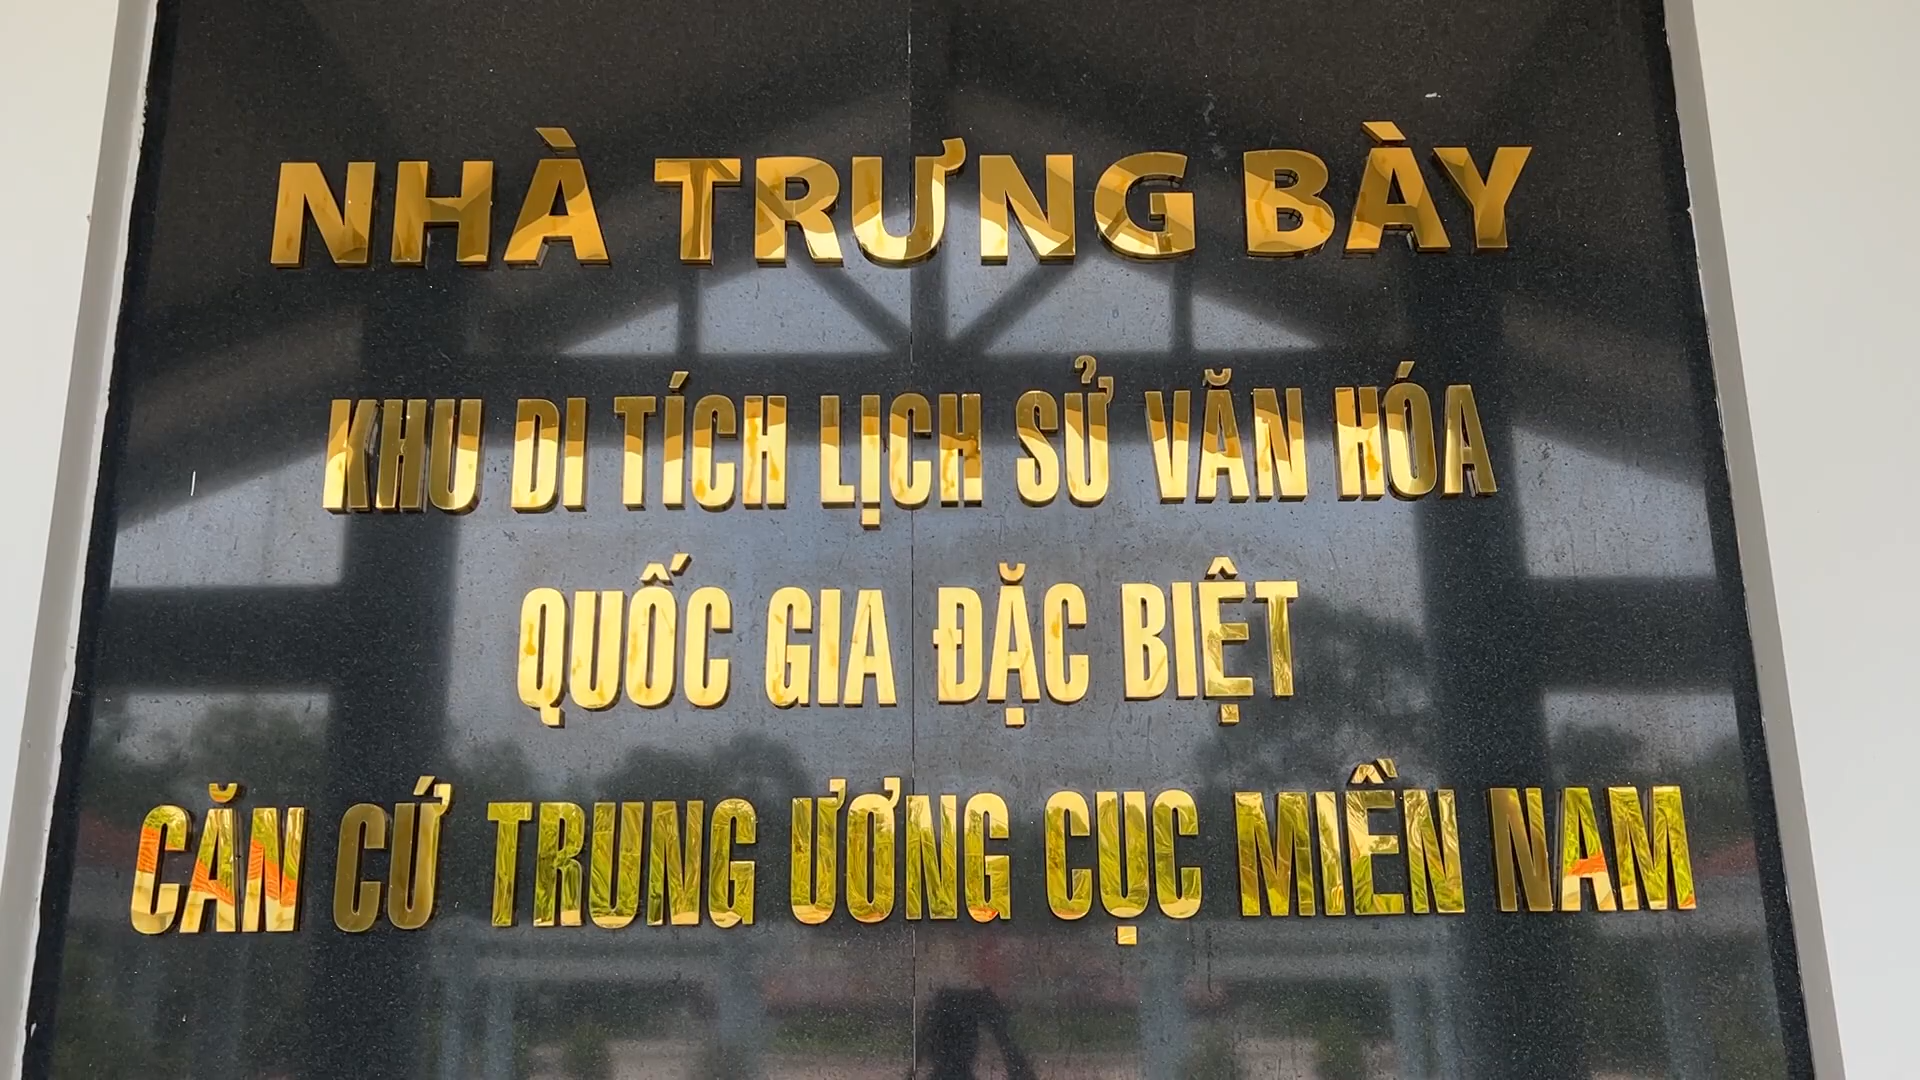 NHÀ TRƯNG BÀY
KHU DI TÍCH LỊCH SỬ VĂN HÓA
QUỐC GIA ĐẶC BIỆT
CĂN CỨ TRUNG ƯƠNG CỤC MIỀN NAM